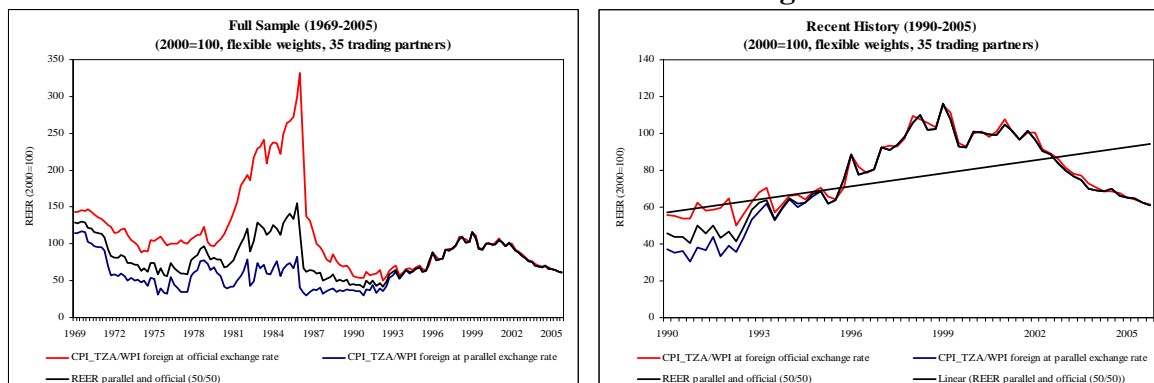 Full Sample (1969-2005)
(2000=100, flexible weights, 35 trading partners)
REER (2000=100)
350
300
250
200
150
100
50
0
1969 1972 1975 1978 1981 1984 1987 1990 1993 1996 1999 2002 2005
CPI_TZA/WPI foreign at official exchange rate
CPI_TZA/WPI foreign at parallel exchange rate
REER parallel and official (50/50)
Recent History (1990-2005)
(2000=100, flexible weights, 35 trading partners)
REER (2000=100)
140
120
100
80
60
40
20
0
1990 1993 1996 1999 2002 2005
CPI_TZA/WPI at foreign official exchange rate
CPI_TZA/WPI foreign at parallel exchange rate
REER parallel and official (50/50)
Linear (REER parallel and official (50/50))